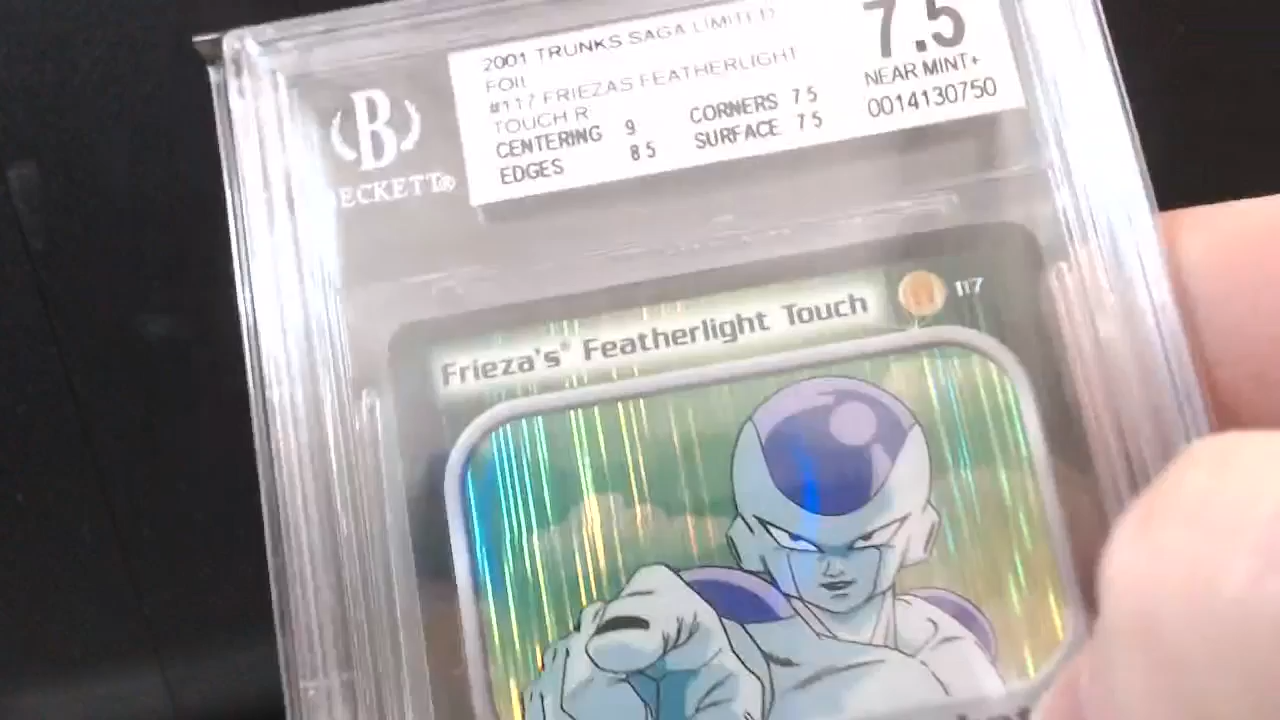 2001 TRUNKS SAGA LIMITED
FOIL
#117 FRIEZAS FEATHERLIGHT
TOUCH R
CENTERING 9 CORNERS 7.5
EDGES 8.5 SURFACE 7.5
7.5
NEAR MINT+
0014130750
B
BECKETT®
Frieza's® Featherlight Touch
117